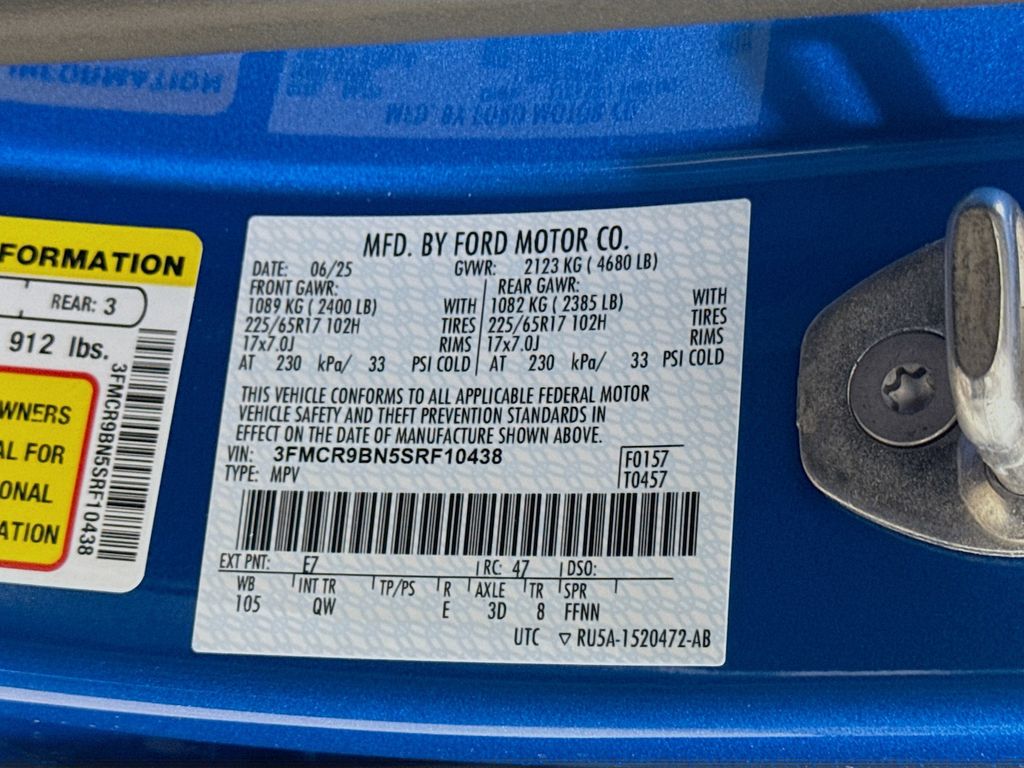 FORMATION
REAR: 3
912 lbs.
WNERS
AL FOR
ONAL
ATION
3FMCR9BN5SRF10438
MFD. BY FORD MOTOR CO.
DATE: 06/25 GVWR: 2123 KG ( 4680 LB)
FRONT GAWR: REAR GAWR:
1089 KG ( 2400 LB) WITH 1082 KG ( 2385 LB) WITH
225/65R17 102H TIRES 225/65R17 102H TIRES
17x7.0J RIMS 17x7.0J RIMS
AT 230 kPa/ 33 PSI COLD AT 230 kPa/ 33 PSI COLD
THIS VEHICLE CONFORMS TO ALL APPLICABLE FEDERAL MOTOR
VEHICLE SAFETY AND THEFT PREVENTION STANDARDS IN
EFFECT ON THE DATE OF MANUFACTURE SHOWN ABOVE.
VIN: 3FMCR9BN5SRF10438 F0157
TYPE: MPV T0457
EXT PNT: E7 RC: 47 DSO:
WB INT TR TP/PS R AXLE TR SPR
105 QW E 3D 8 FFNN
UTC ▽ RU5A-1520472-AB